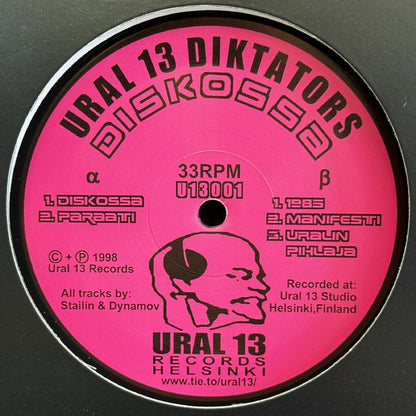 URAL 13 DIKTATORS
DISKOSSA
α
33RPM
β
U13001
1. DISKOSSA
2. PARAATI
1. 1983
2. MANIFESTI
3. URALIN
PIHLAJA
© + ℗ 1998
Ural 13 Records
All tracks by:
Stailin & Dynamov
Recorded at:
Ural 13 Studio
Helsinki,Finland
URAL 13
RECORDS
HELSINKI
www.tie.to/ural13/